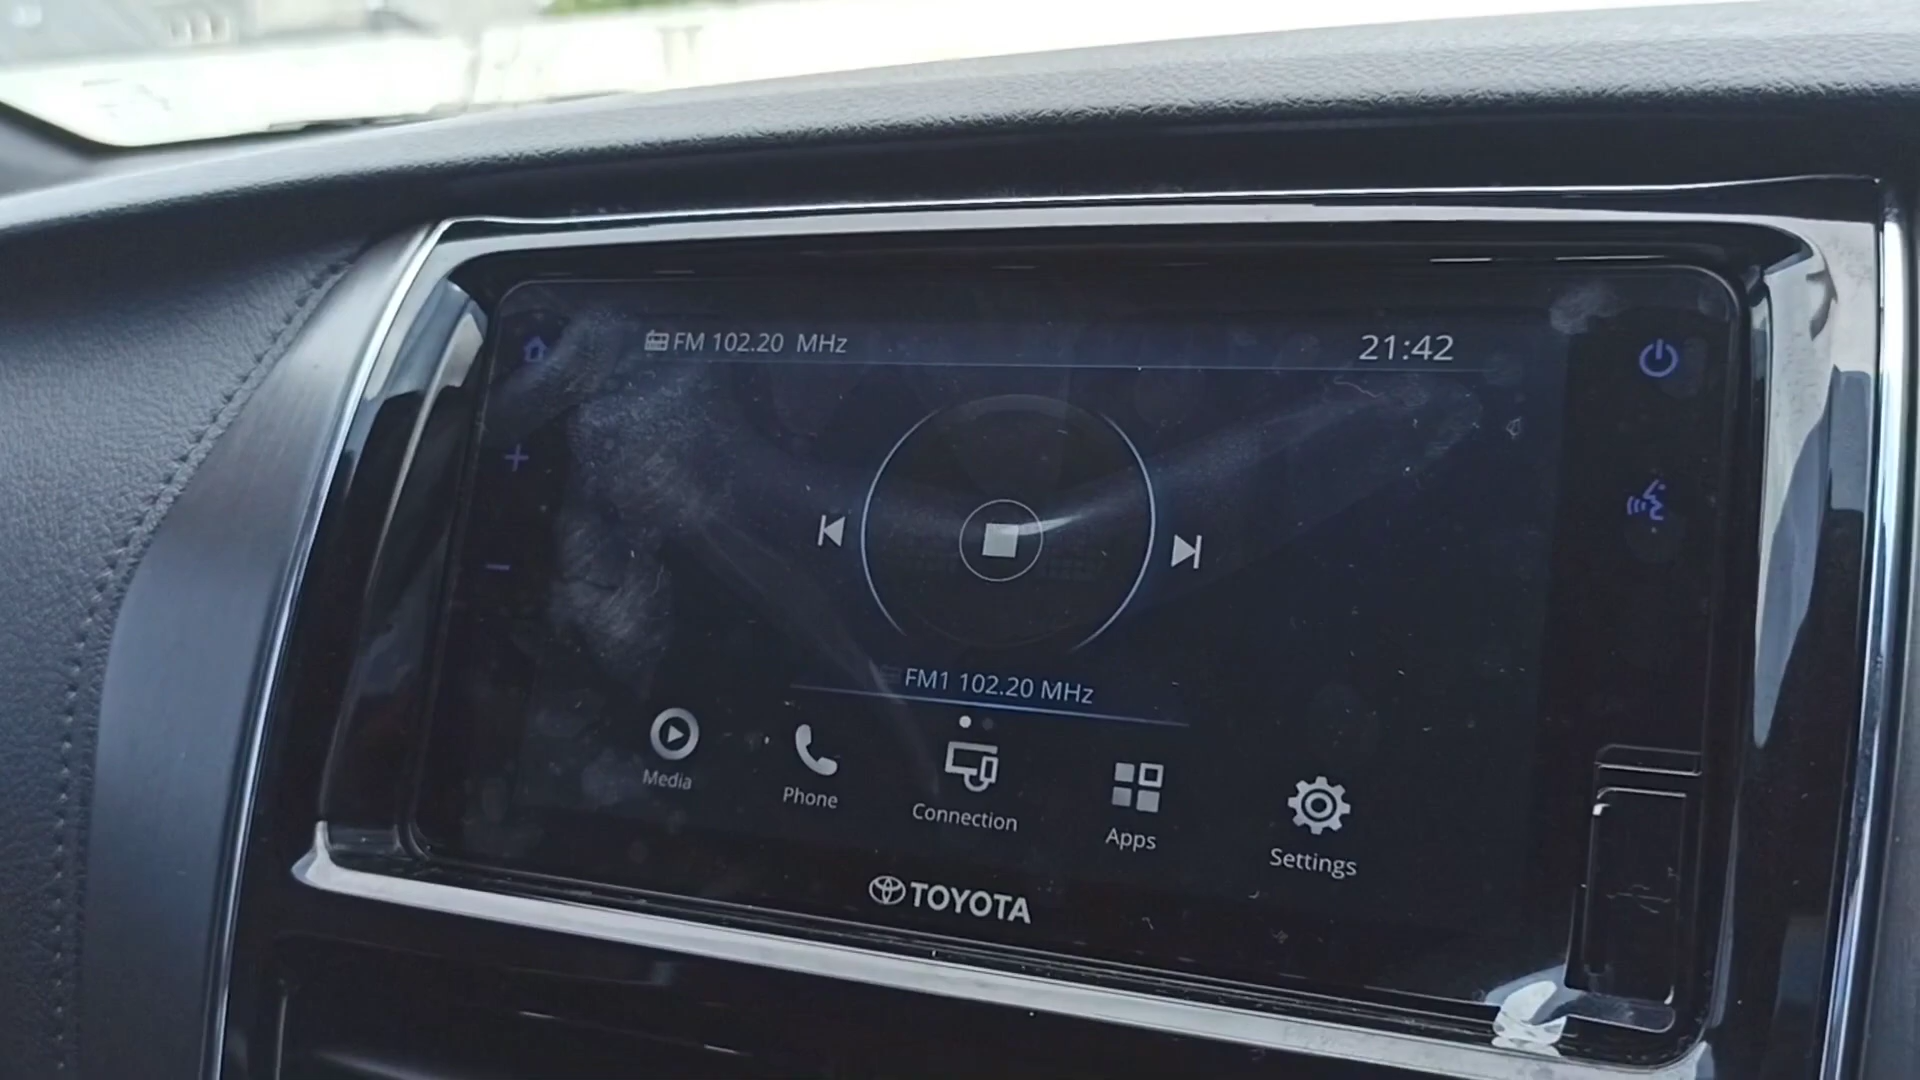 FM 102.20 MHz
21:42
FM1 102.20 MHz
Media
Phone
Connection
Apps
Settings
TOYOTA